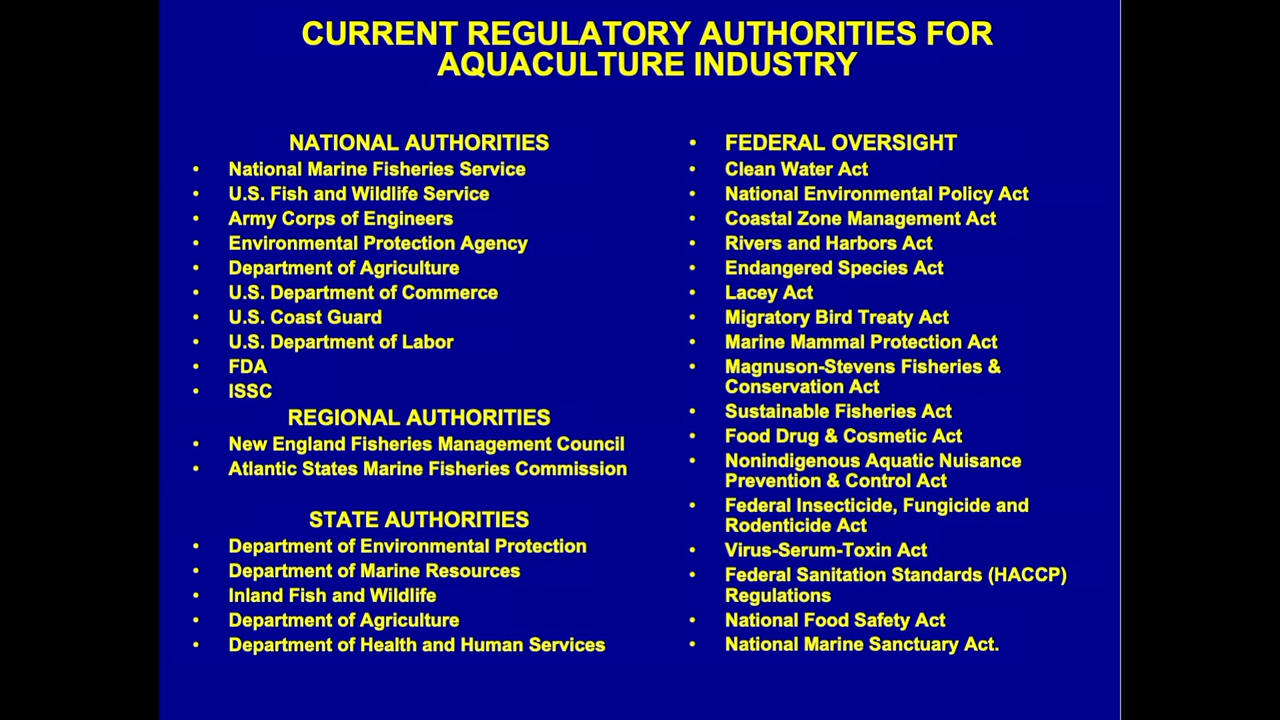 CURRENT REGULATORY AUTHORITIES FOR
AQUACULTURE INDUSTRY
NATIONAL AUTHORITIES
• National Marine Fisheries Service
• U.S. Fish and Wildlife Service
• Army Corps of Engineers
• Environmental Protection Agency
• Department of Agriculture
• U.S. Department of Commerce
• U.S. Coast Guard
• U.S. Department of Labor
• FDA
• ISSC
REGIONAL AUTHORITIES
• New England Fisheries Management Council
• Atlantic States Marine Fisheries Commission
STATE AUTHORITIES
• Department of Environmental Protection
• Department of Marine Resources
• Inland Fish and Wildlife
• Department of Agriculture
• Department of Health and Human Services
• FEDERAL OVERSIGHT
• Clean Water Act
• National Environmental Policy Act
• Coastal Zone Management Act
• Rivers and Harbors Act
• Endangered Species Act
• Lacey Act
• Migratory Bird Treaty Act
• Marine Mammal Protection Act
• Magnuson-Stevens Fisheries &
Conservation Act
• Sustainable Fisheries Act
• Food Drug & Cosmetic Act
• Nonindigenous Aquatic Nuisance
Prevention & Control Act
• Federal Insecticide, Fungicide and
Rodenticide Act
• Virus-Serum-Toxin Act
• Federal Sanitation Standards (HACCP)
Regulations
• National Food Safety Act
• National Marine Sanctuary Act.